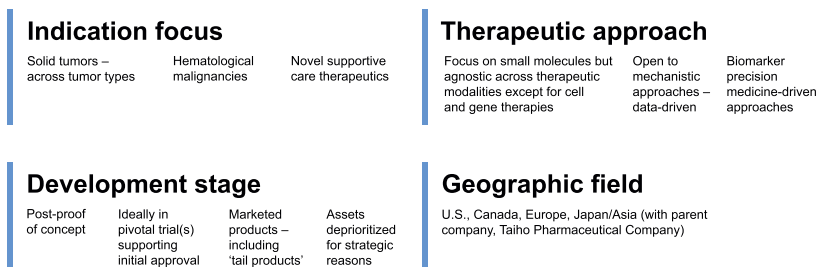 Indication focus
Solid tumors –
across tumor types
Hematological
malignancies
Novel supportive
care therapeutics
Therapeutic approach
Focus on small molecules but
agnostic across therapeutic
modalities except for cell
and gene therapies
Open to
mechanistic
approaches –
data-driven
Biomarker
precision
medicine-driven
approaches
Development stage
Post-proof
of concept
Ideally in
pivotal trial(s)
supporting
initial approval
Marketed
products –
including
‘tail products’
Assets
deprioritized
for strategic
reasons
Geographic field
U.S., Canada, Europe, Japan/Asia (with parent
company, Taiho Pharmaceutical Company)